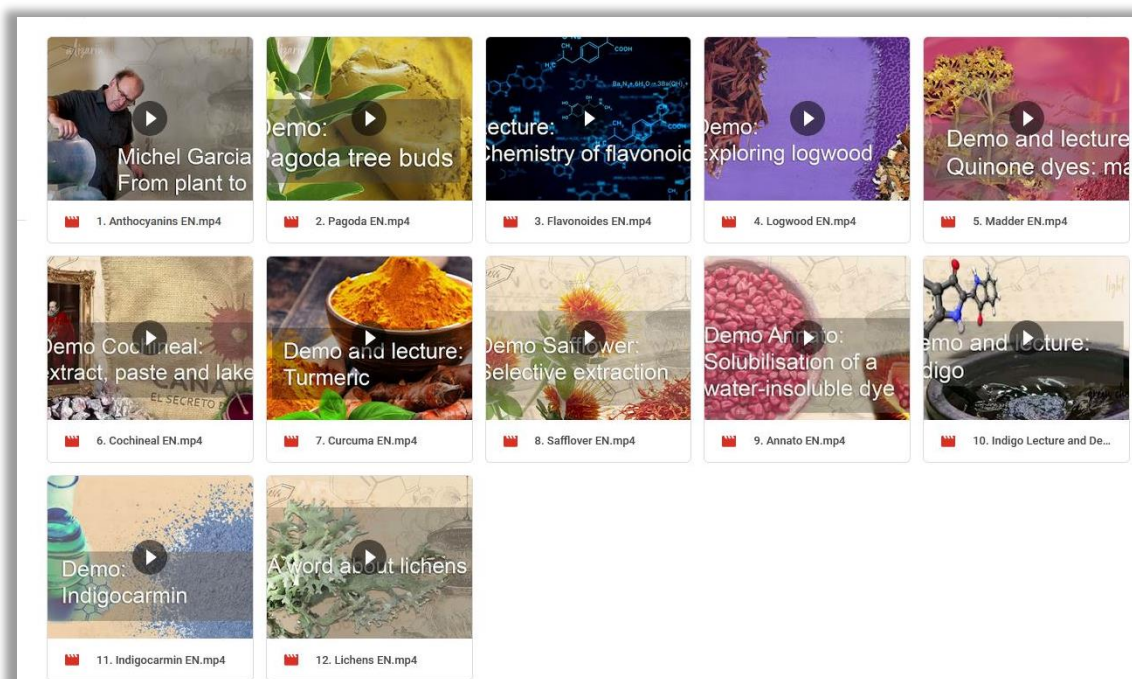 Michel Garcia
From plant to
1. Anthocyanins EN.mp4
Demo:
Pagoda tree buds
2. Pagoda EN.mp4
COOH
CH₃
ecture:
Chemistry of flavonoid
3. Flavonoides EN.mp4
Demo:
Exploring logwood
4. Logwood EN.mp4
Demo and lecture
Quinone dyes: ma
5. Madder EN.mp4
Demo Cochineal:
extract, paste and lake
EL SECRETO D
6. Cochineal EN.mp4
Demo and lecture:
Turmeric
7. Curcuma EN.mp4
Demo Safflower:
Selective extraction
8. Safflover EN.mp4
Demo Annato:
Solubilisation of a
water-insoluble dye
9. Annato EN.mp4
emo and lecture:
digo
10. Indigo Lecture and De...
Demo:
Indigocarmin
11. Indigocarmin EN.mp4
A word about lichens
12. Lichens EN.mp4